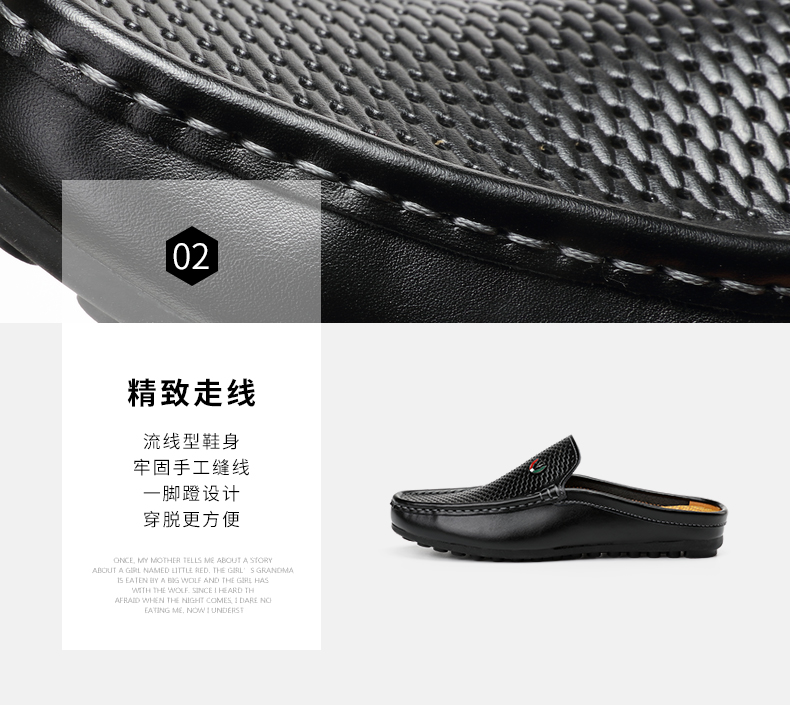 02
精致走线
流线型鞋身
牢固手工缝线
一脚蹬设计
穿脱更方便
ONCE, MY MOTHER TELLS ME ABOUT A STORY
ABOUT A GIRL NAMED LITTLE RED. THE GIRL' S GRANDMA
IS EATEN BY A BIG WOLF AND THE GIRL HAS
WITH THE WOLF. SINCE I HEARD TH
AFRAID WHEN THE NIGHT COMES, I DARE NO
EATING ME. NOW I UNDERST